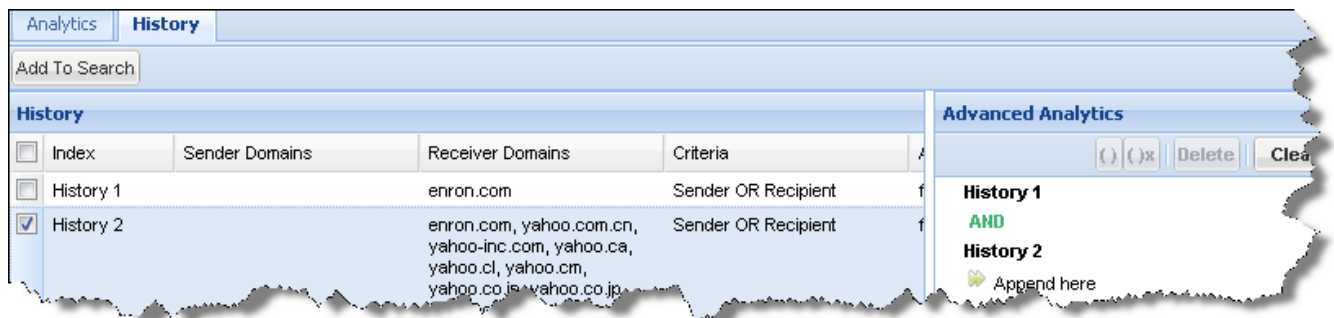 Analytics History
Add To Search
History
Index Sender Domains Receiver Domains Criteria
History 1 enron.com Sender OR Recipient
History 2 enron.com, yahoo.com.cn, Sender OR Recipient
yahoo-inc.com, yahoo.ca,
yahoo.cl, yahoo.cm,
Advanced Analytics
( ) ( )x Delete
History 1
AND
History 2
Append here